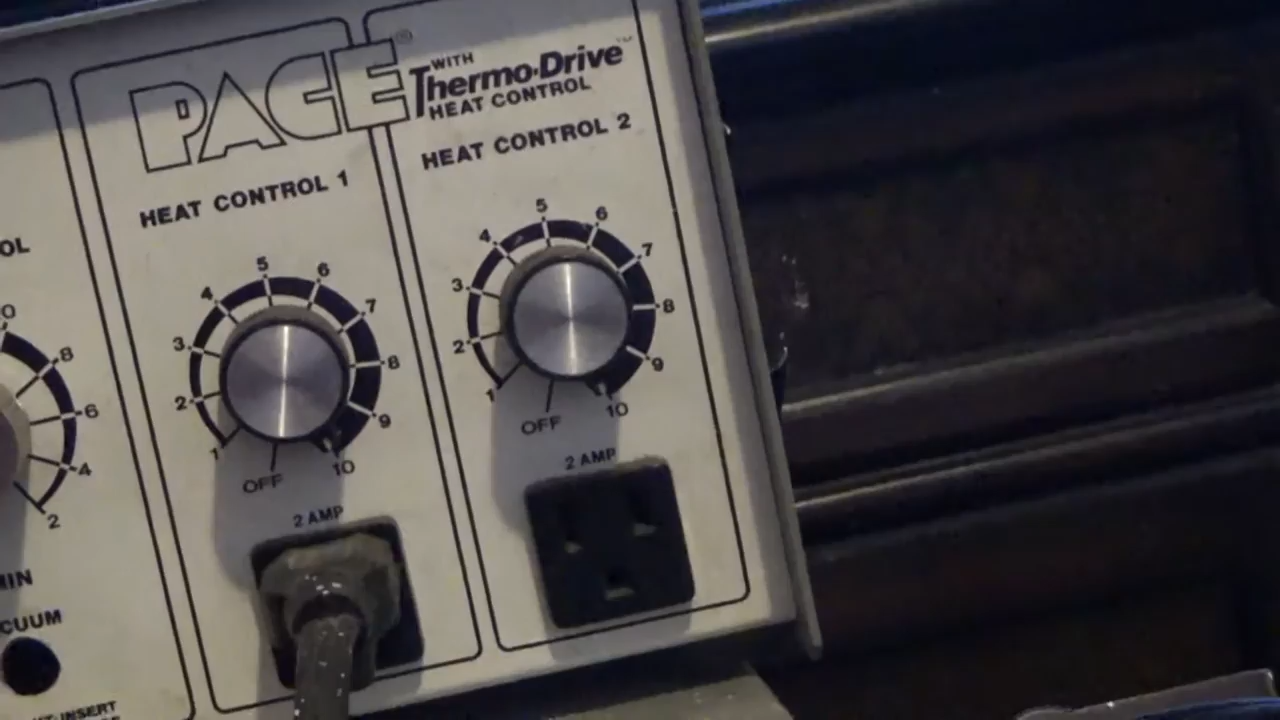 PACE®
WITH
Thermo-Drive™
HEAT CONTROL
HEAT CONTROL 1
HEAT CONTROL 2
5
6
4
7
3
8
2
9
1
10
OFF
2 AMP
5
6
4
7
3
8
2
9
1
10
OFF
2 AMP
OL
0
8
6
4
2
MIN
CUUM
INSERT